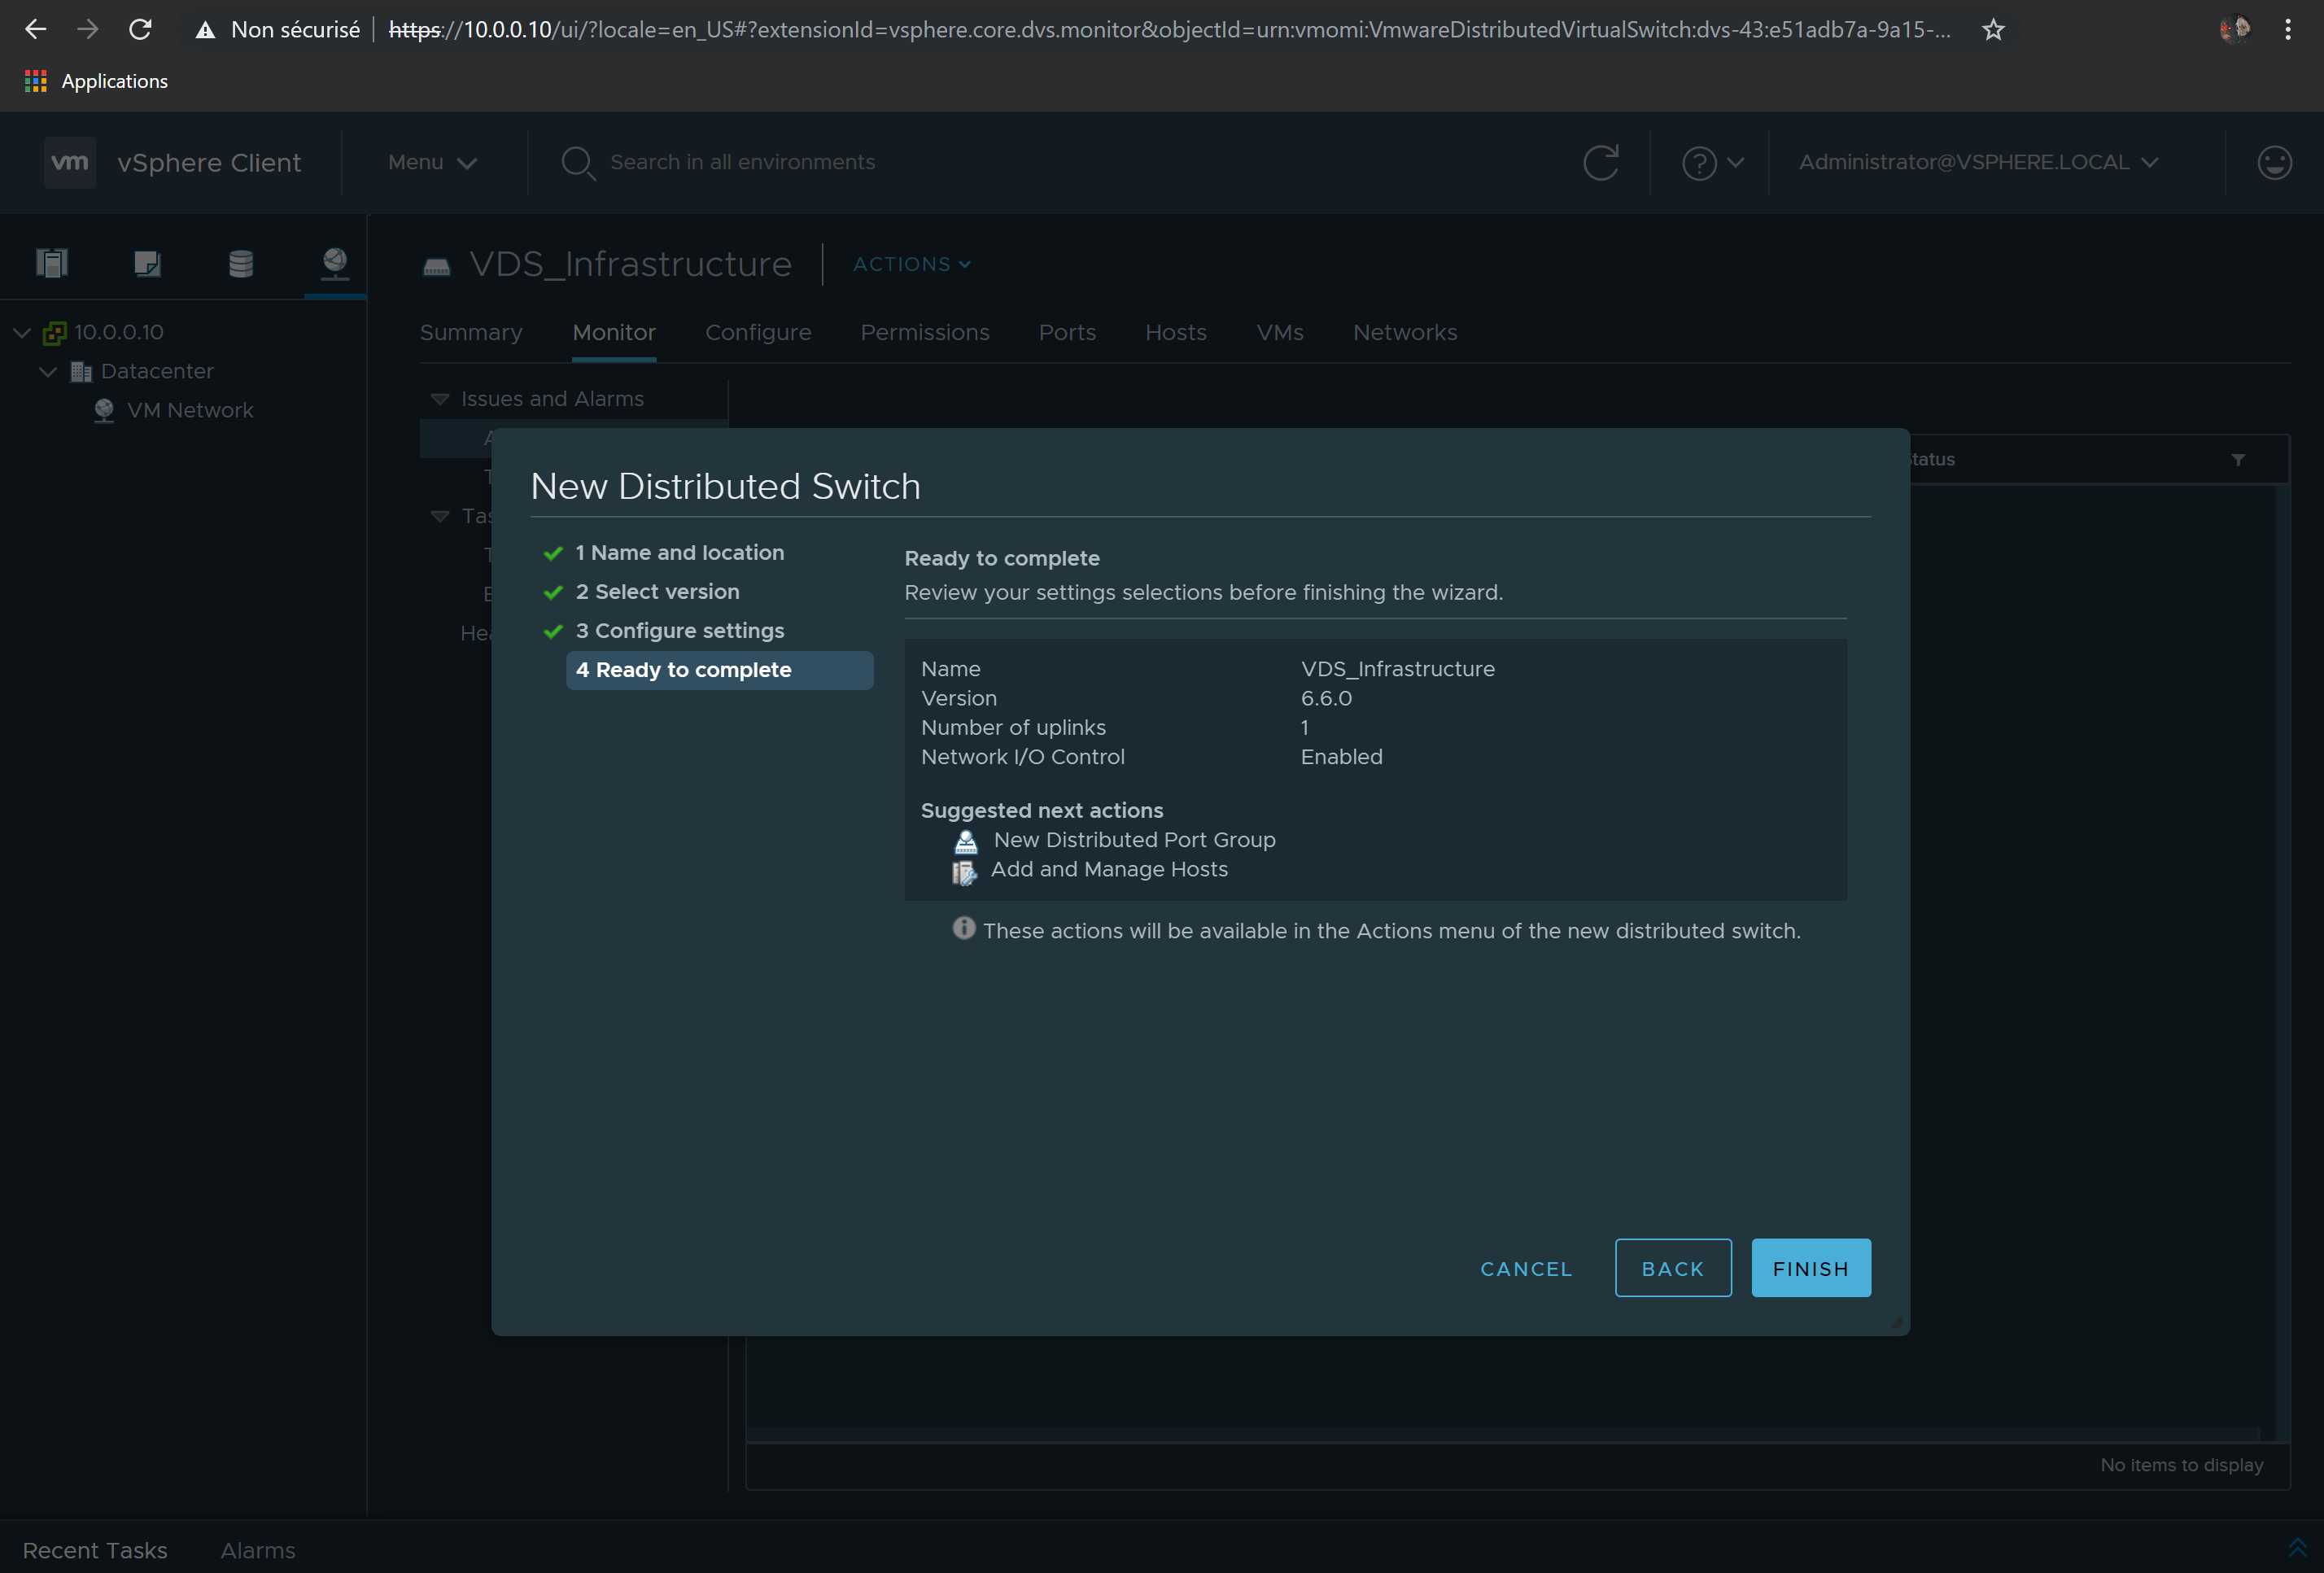 Non sécurisé
https://10.0.0.10/ui/?locale=en_US#?extensionId=vsphere.core.dvs.monitor&objectId=urn:vmomi:VmwareDistributedVirtualSwitch:dvs-43:e51adb7a-9a15-...
Applications
vm vSphere Client
Menu
Search in all environments
Administrator@VSPHERE.LOCAL
VDS_Infrastructure
ACTIONS
10.0.0.10
Datacenter
VM Network
Summary Monitor Configure Permissions Ports Hosts VMs Networks
Issues and Alarms
Status
New Distributed Switch
1 Name and location
2 Select version
3 Configure settings
4 Ready to complete
Ready to complete
Review your settings selections before finishing the wizard.
Name VDS_Infrastructure
Version 6.6.0
Number of uplinks 1
Network I/O Control Enabled
Suggested next actions
New Distributed Port Group
Add and Manage Hosts
These actions will be available in the Actions menu of the new distributed switch.
CANCEL BACK FINISH
No items to display
Recent Tasks Alarms